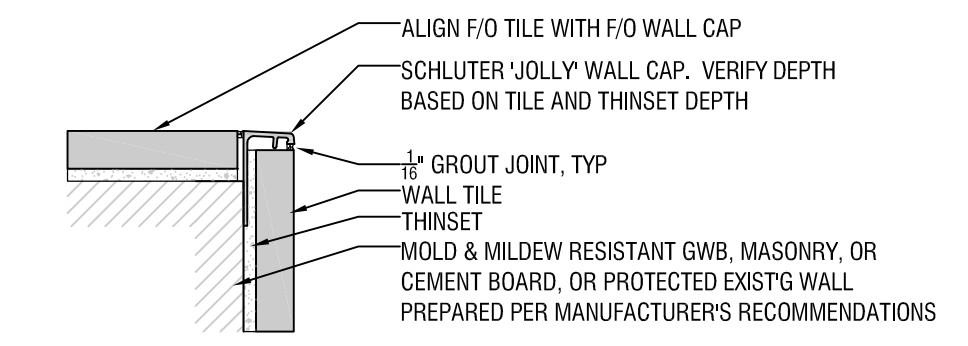 ALIGN F/O TILE WITH F/O WALL CAP
SCHLUTER 'JOLLY' WALL CAP. VERIFY DEPTH
BASED ON TILE AND THINSET DEPTH
1/16" GROUT JOINT, TYP
WALL TILE
THINSET
MOLD & MILDEW RESISTANT GWB, MASONRY, OR
CEMENT BOARD, OR PROTECTED EXIST'G WALL
PREPARED PER MANUFACTURER'S RECOMMENDATIONS